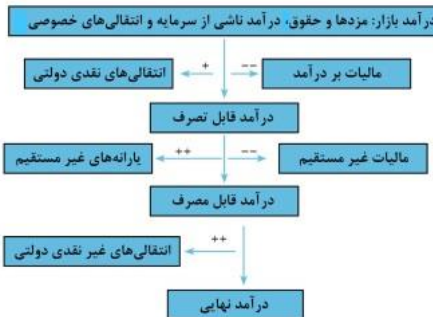 درآمد بازار: مزدها و حقوق، درآمد ناشی از سرمایه و انتقالی‌های خصوصی
+
--
انتقالی‌های نقدی دولتی
مالیات بر درآمد
درآمد قابل تصرف
++
--
یارانه‌های غیر مستقیم
مالیات غیر مستقیم
درآمد قابل مصرف
++
انتقالی‌های غیر نقدی دولتی
درآمد نهایی